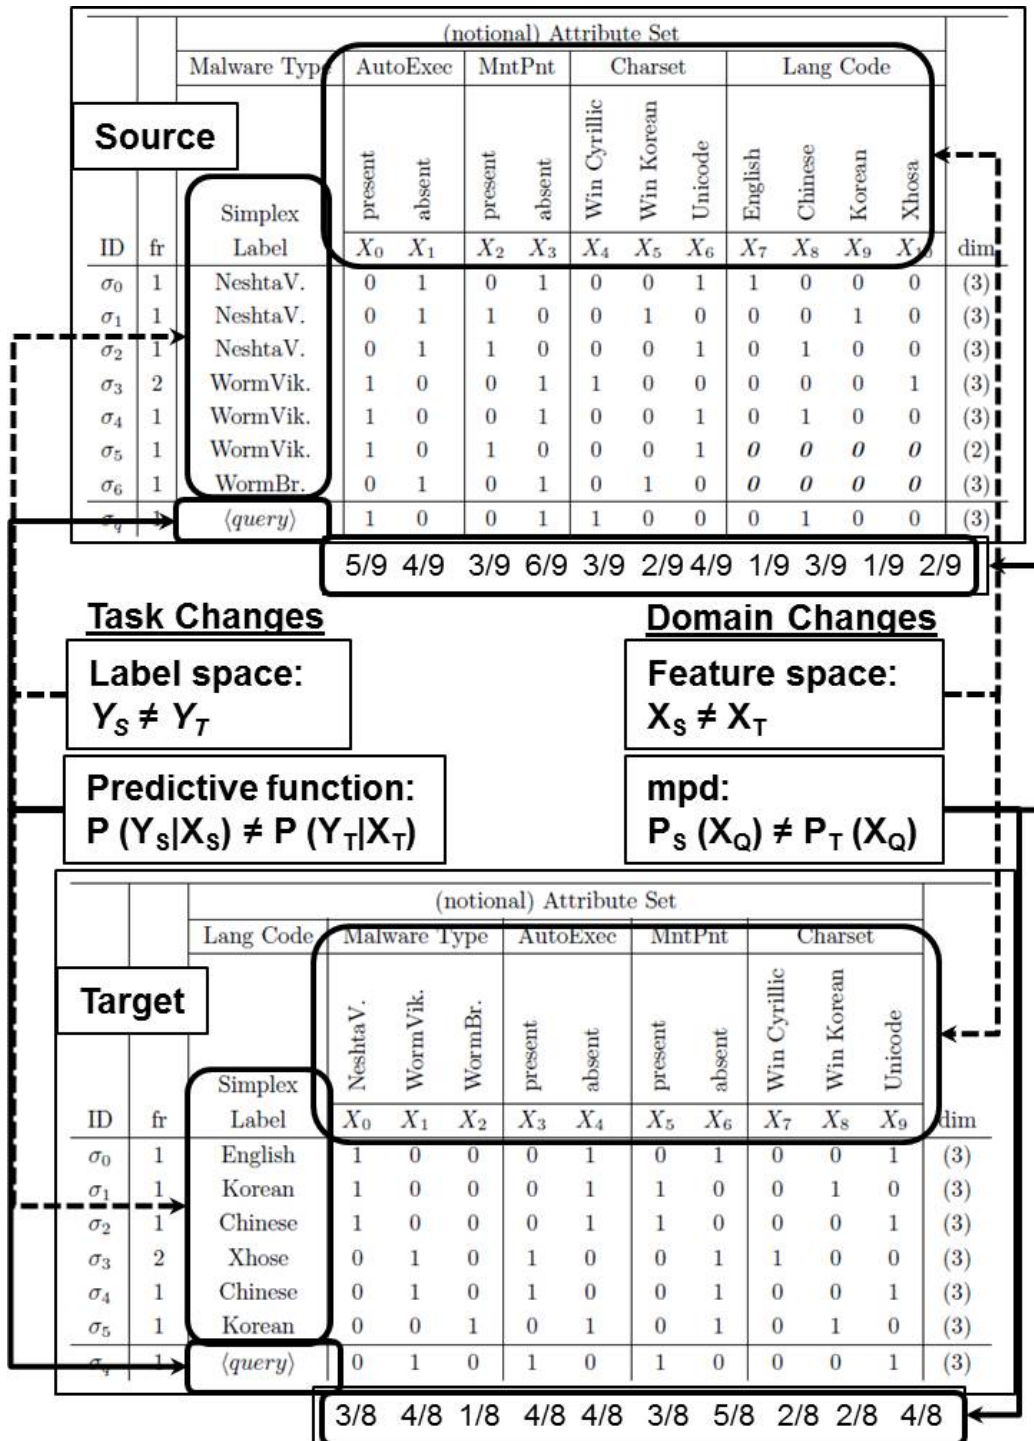 (notional) Attribute Set
Malware Type AutoExec MntPnt Charset Lang Code
Source
present absent present absent Win Cyrillic Win Korean Unicode English Chinese Korean Xhosa
Simplex
ID fr Label X₀ X₁ X₂ X₃ X₄ X₅ X₆ X₇ X₈ X₉ X₁₀ dim
σ₀ 1 NeshtaV. 0 1 0 1 0 0 1 1 0 0 0 (3)
σ₁ 1 NeshtaV. 0 1 1 0 0 1 0 0 0 1 0 (3)
σ₂ 1 NeshtaV. 0 1 1 0 0 0 1 0 1 0 0 (3)
σ₃ 2 WormVik. 1 0 0 1 1 0 0 0 0 0 1 (3)
σ₄ 1 WormVik. 1 0 0 1 0 0 1 0 1 0 0 (3)
σ₅ 1 WormVik. 1 0 1 0 0 0 1 0 0 0 0 (2)
σ₆ 1 WormBr. 0 1 0 1 0 1 0 0 0 0 0 (3)
σq 1 ⟨query⟩ 1 0 0 1 1 0 0 0 1 0 0 (3)
5/9 4/9 3/9 6/9 3/9 2/9 4/9 1/9 3/9 1/9 2/9
Task Changes
Label space:
Y_S ≠ Y_T
Predictive function:
P (Y_S|X_S) ≠ P (Y_T|X_T)
Domain Changes
Feature space:
X_S ≠ X_T
mpd:
P_S (X_Q) ≠ P_T (X_Q)
(notional) Attribute Set
Lang Code Malware Type AutoExec MntPnt Charset
Target
NeshtaV. WormVik. WormBr. present absent present absent Win Cyrillic Win Korean Unicode
Simplex
ID fr Label X₀ X₁ X₂ X₃ X₄ X₅ X₆ X₇ X₈ X₉ dim
σ₀ 1 English 1 0 0 0 1 0 1 0 0 1 (3)
σ₁ 1 Korean 1 0 0 0 1 1 0 0 1 0 (3)
σ₂ 1 Chinese 1 0 0 0 1 1 0 0 0 1 (3)
σ₃ 2 Xhose 0 1 0 1 0 0 1 1 0 0 (3)
σ₄ 1 Chinese 0 1 0 1 0 0 1 0 0 1 (3)
σ₅ 1 Korean 0 0 1 0 1 0 1 0 1 0 (3)
σq 1 ⟨query⟩ 0 1 0 1 0 1 0 0 0 1 (3)
3/8 4/8 1/8 4/8 4/8 3/8 5/8 2/8 2/8 4/8